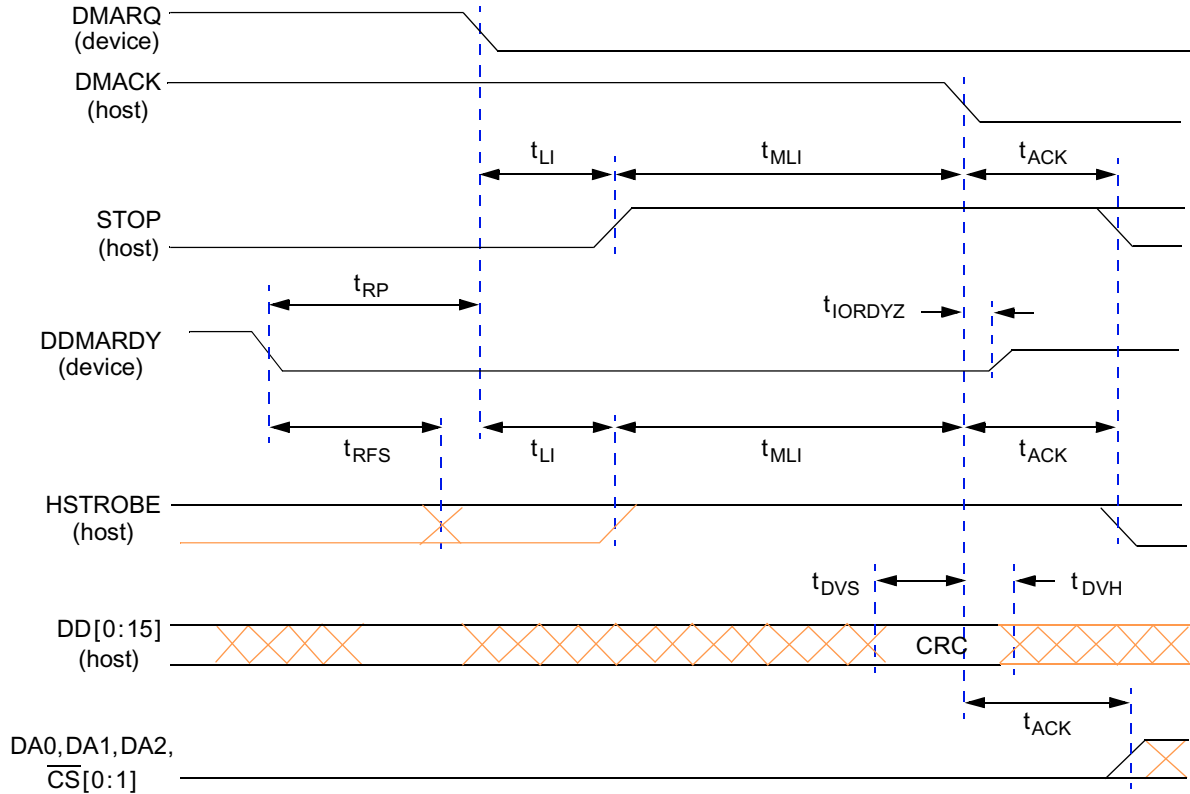 DMARQ
(device)
DMACK
(host)
tLI
tMLI
tACK
STOP
(host)
tRP
tIORDYZ
DDMARDY
(device)
tRFS
tLI
tMLI
tACK
HSTROBE
(host)
tDVS
tDVH
DD[0:15]
(host)
CRC
tACK
DA0,DA1,DA2,
CS[0:1]